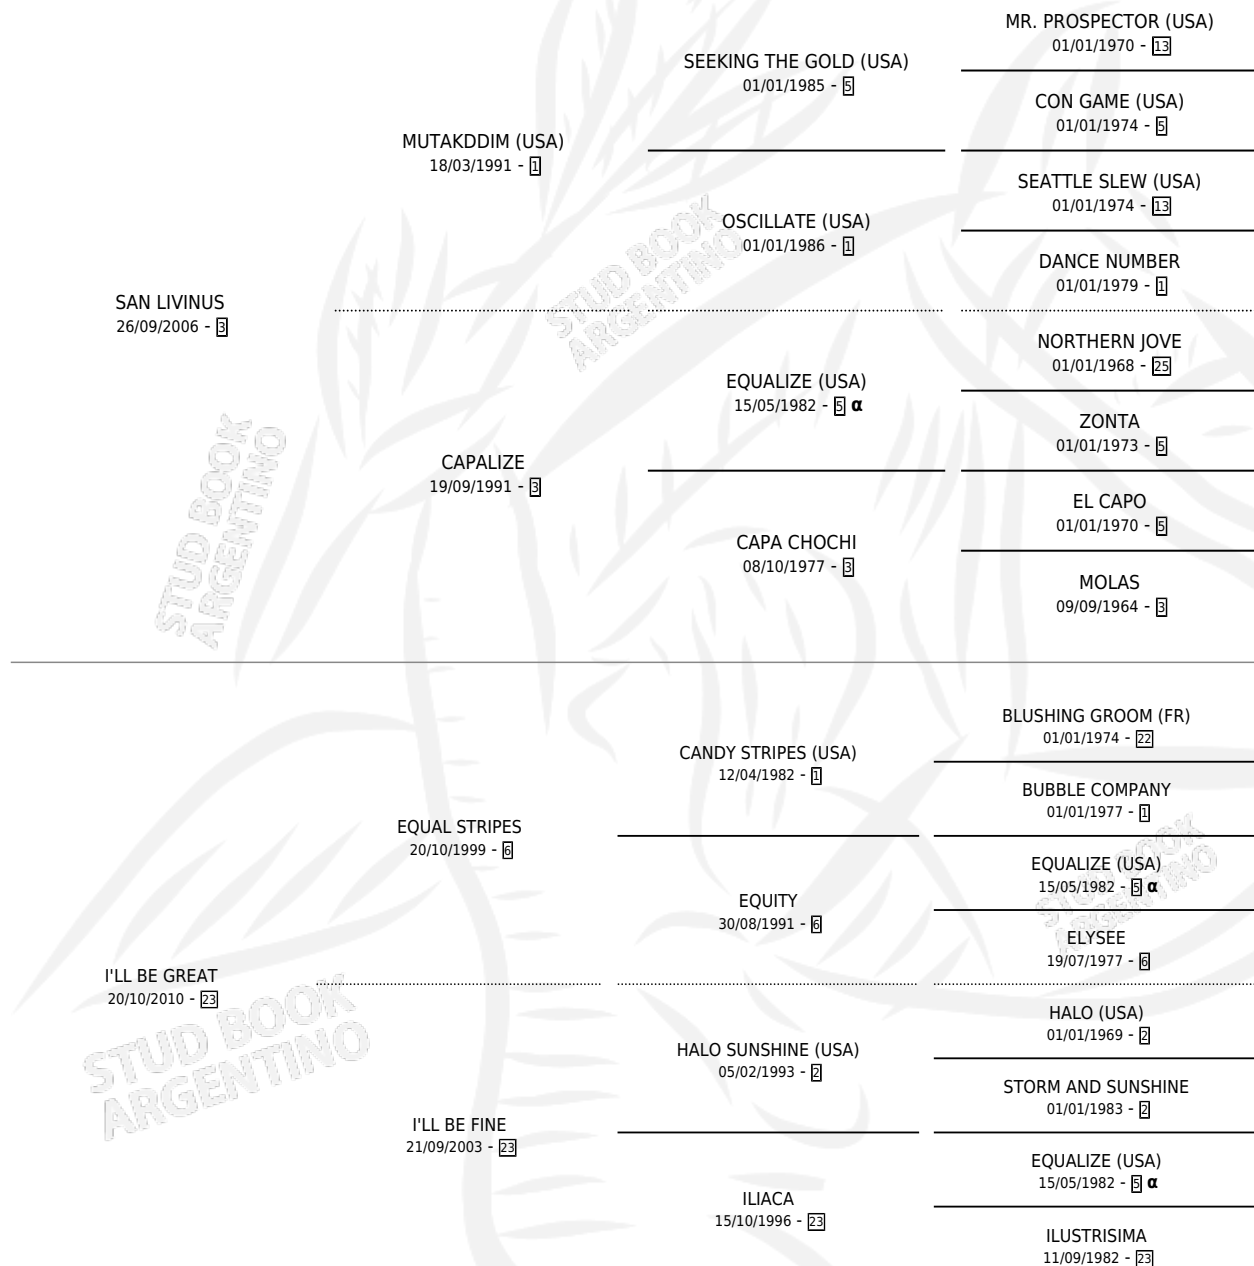 MR. PROSPECTOR (USA)
01/01/1970 - 13
SEEKING THE GOLD (USA)
01/01/1985 - 5
CON GAME (USA)
01/01/1974 - 5
MUTAKDDIM (USA)
18/03/1991 - 1
SEATTLE SLEW (USA)
01/01/1974 - 13
OSCILLATE (USA)
01/01/1986 - 1
DANCE NUMBER
01/01/1979 - 1
SAN LIVINUS
26/09/2006 - 3
NORTHERN JOVE
01/01/1968 - 25
EQUALIZE (USA)
15/05/1982 - 5 α
ZONTA
01/01/1973 - 5
CAPALIZE
19/09/1991 - 3
EL CAPO
01/01/1970 - 5
CAPA CHOCHI
08/10/1977 - 3
MOLAS
09/09/1964 - 3
BLUSHING GROOM (FR)
01/01/1974 - 22
CANDY STRIPES (USA)
12/04/1982 - 1
BUBBLE COMPANY
01/01/1977 - 1
EQUAL STRIPES
20/10/1999 - 6
EQUALIZE (USA)
15/05/1982 - 5 α
EQUITY
30/08/1991 - 6
ELYSEE
19/07/1977 - 6
I'LL BE GREAT
20/10/2010 - 23
HALO (USA)
01/01/1969 - 2
HALO SUNSHINE (USA)
05/02/1993 - 2
STORM AND SUNSHINE
01/01/1983 - 2
I'LL BE FINE
21/09/2003 - 23
EQUALIZE (USA)
15/05/1982 - 5 α
ILIACA
15/10/1996 - 23
ILUSTRISIMA
11/09/1982 - 23
STUD BOOK
ARGENTINO
STUD BOOK
ARGENTINO
STUD BOOK
ARGENTINO
STUD BOOK
ARGENTINO